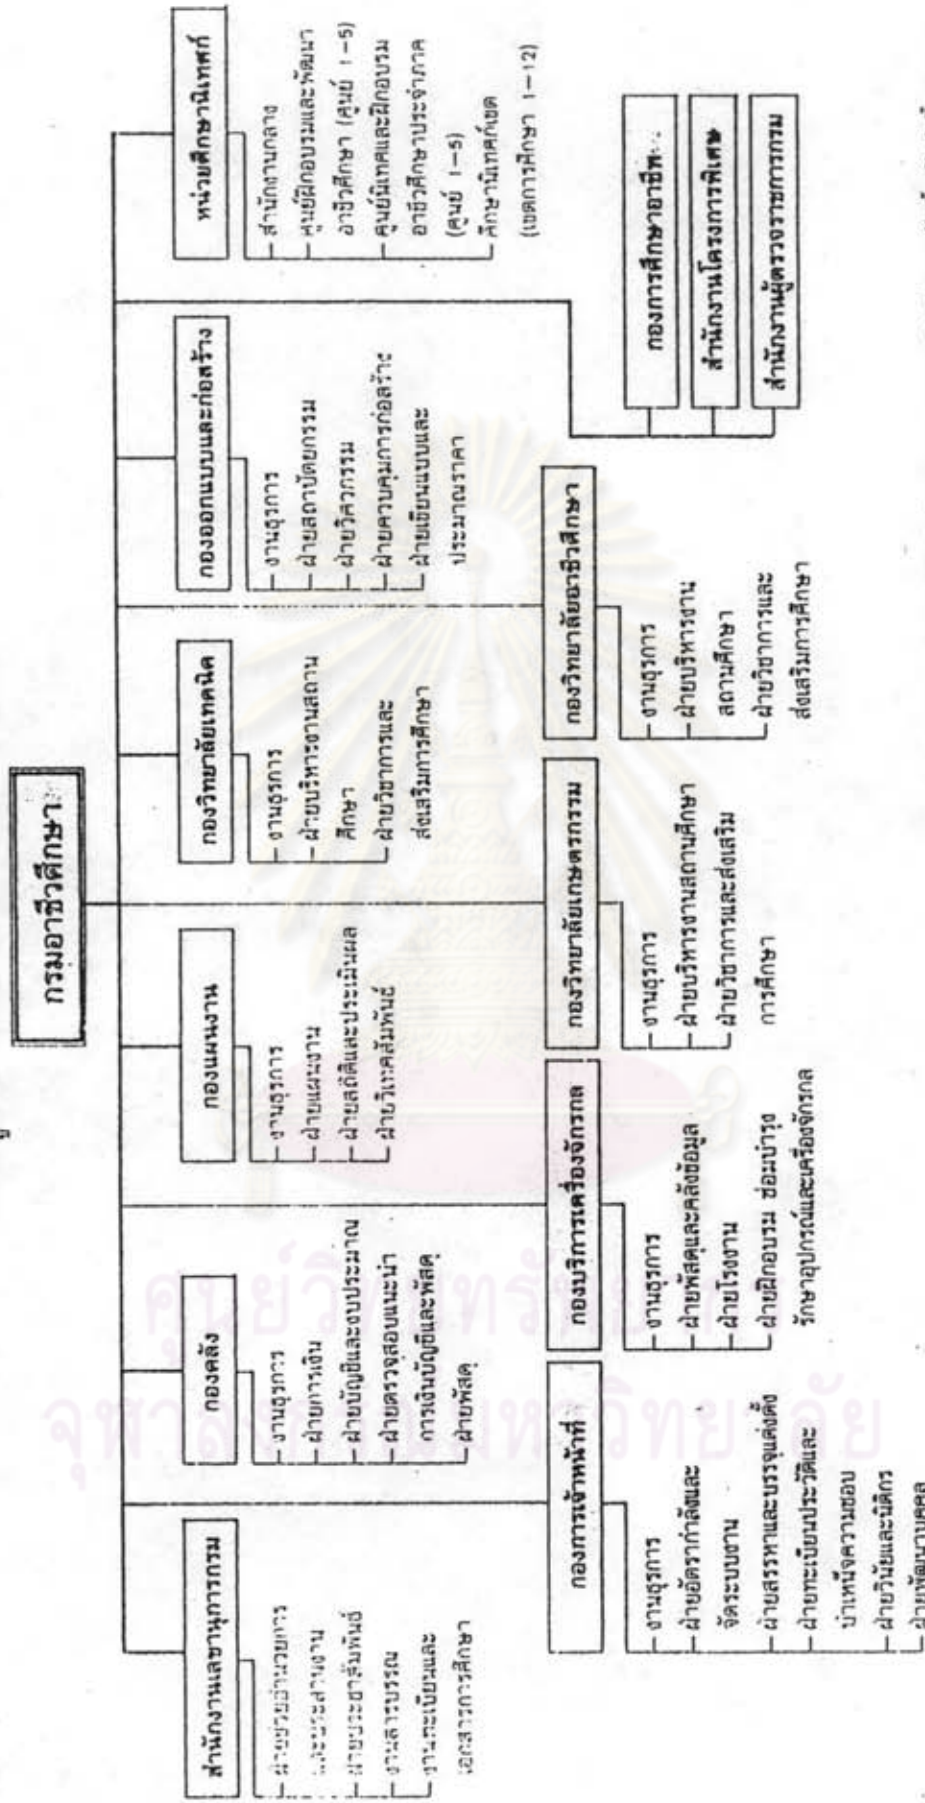 กรมอาชีวศึกษา
สำนักงานเลขานุการกรม
ฝ่ายช่วยอำนวยการ
และประสานงาน
ฝ่ายประชาสัมพันธ์
งานสารบรรณ
งานทะเบียนและ
เอกสารการศึกษา
กองคลัง
งานธุรการ
ฝ่ายการเงิน
ฝ่ายบัญชีและงบประมาณ
ฝ่ายตรวจสอบแนะนำ
การเงินบัญชีและพัสดุ
ฝ่ายพัสดุ
กองแผนงาน
งานธุรการ
ฝ่ายแผนงาน
ฝ่ายสถิติและประเมินผล
ฝ่ายวิเทศสัมพันธ์
กองวิทยาลัยเทคนิค
งานธุรการ
ฝ่ายบริหารงานสถาน
ศึกษา
ฝ่ายวิชาการและ
ส่งเสริมการศึกษา
กองออกแบบและก่อสร้าง
งานธุรการ
ฝ่ายสถาปัตยกรรม
ฝ่ายวิศวกรรม
ฝ่ายควบคุมการก่อสร้าง
ฝ่ายเขียนแบบและ
ประมาณราคา
หน่วยศึกษานิเทศก์
สำนักงานกลาง
ศูนย์ฝึกอบรมและพัฒนา
อาชีวศึกษา (ศูนย์ 1-5)
ศูนย์นิเทศและฝึกอบรม
อาชีวศึกษาประจำภาค
(ศูนย์ 1-5)
ศึกษานิเทศก์เขต
(เขตการศึกษา 1-12)
กองการเจ้าหน้าที่
งานธุรการ
ฝ่ายอัตรากำลังและ
จัดระบบงาน
ฝ่ายสรรหาและบรรจุแต่งตั้ง
ฝ่ายทะเบียนประวัติและ
บำเหน็จความชอบ
ฝ่ายวินัยและนิติกร
ฝ่ายพัฒนาบุคคล
กองบริการเครื่องจักรกล
งานธุรการ
ฝ่ายพัสดุและคลังข้อมูล
ฝ่ายโรงงาน
ฝ่ายฝึกอบรม ซ่อมบำรุง
รักษาอุปกรณ์และเครื่องจักรกล
กองวิทยาลัยเกษตรกรรม
งานธุรการ
ฝ่ายบริหารงานสถานศึกษา
ฝ่ายวิชาการและส่งเสริม
การศึกษา
กองวิทยาลัยอาชีวศึกษา
งานธุรการ
ฝ่ายบริหารงาน
สถานศึกษา
ฝ่ายวิชาการและ
ส่งเสริมการศึกษา
กองการศึกษาอาชีพ
สำนักงานโครงการพิเศษ
สำนักงานผู้ตรวจราชการกรม